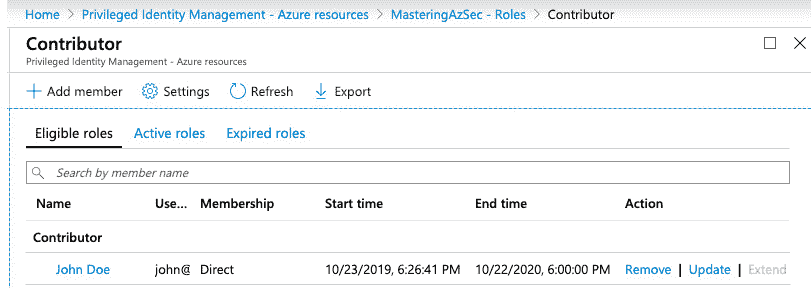 Home > Privileged Identity Management - Azure resources > MasteringAzSec - Roles > Contributor
Contributor
Privileged Identity Management - Azure resources
Add member Settings Refresh Export
Eligible roles Active roles Expired roles
Search by member name
Name Use... Membership Start time End time Action
Contributor
John Doe john@ Direct 10/23/2019, 6:26:41 PM 10/22/2020, 6:00:00 PM Remove | Update | Extend